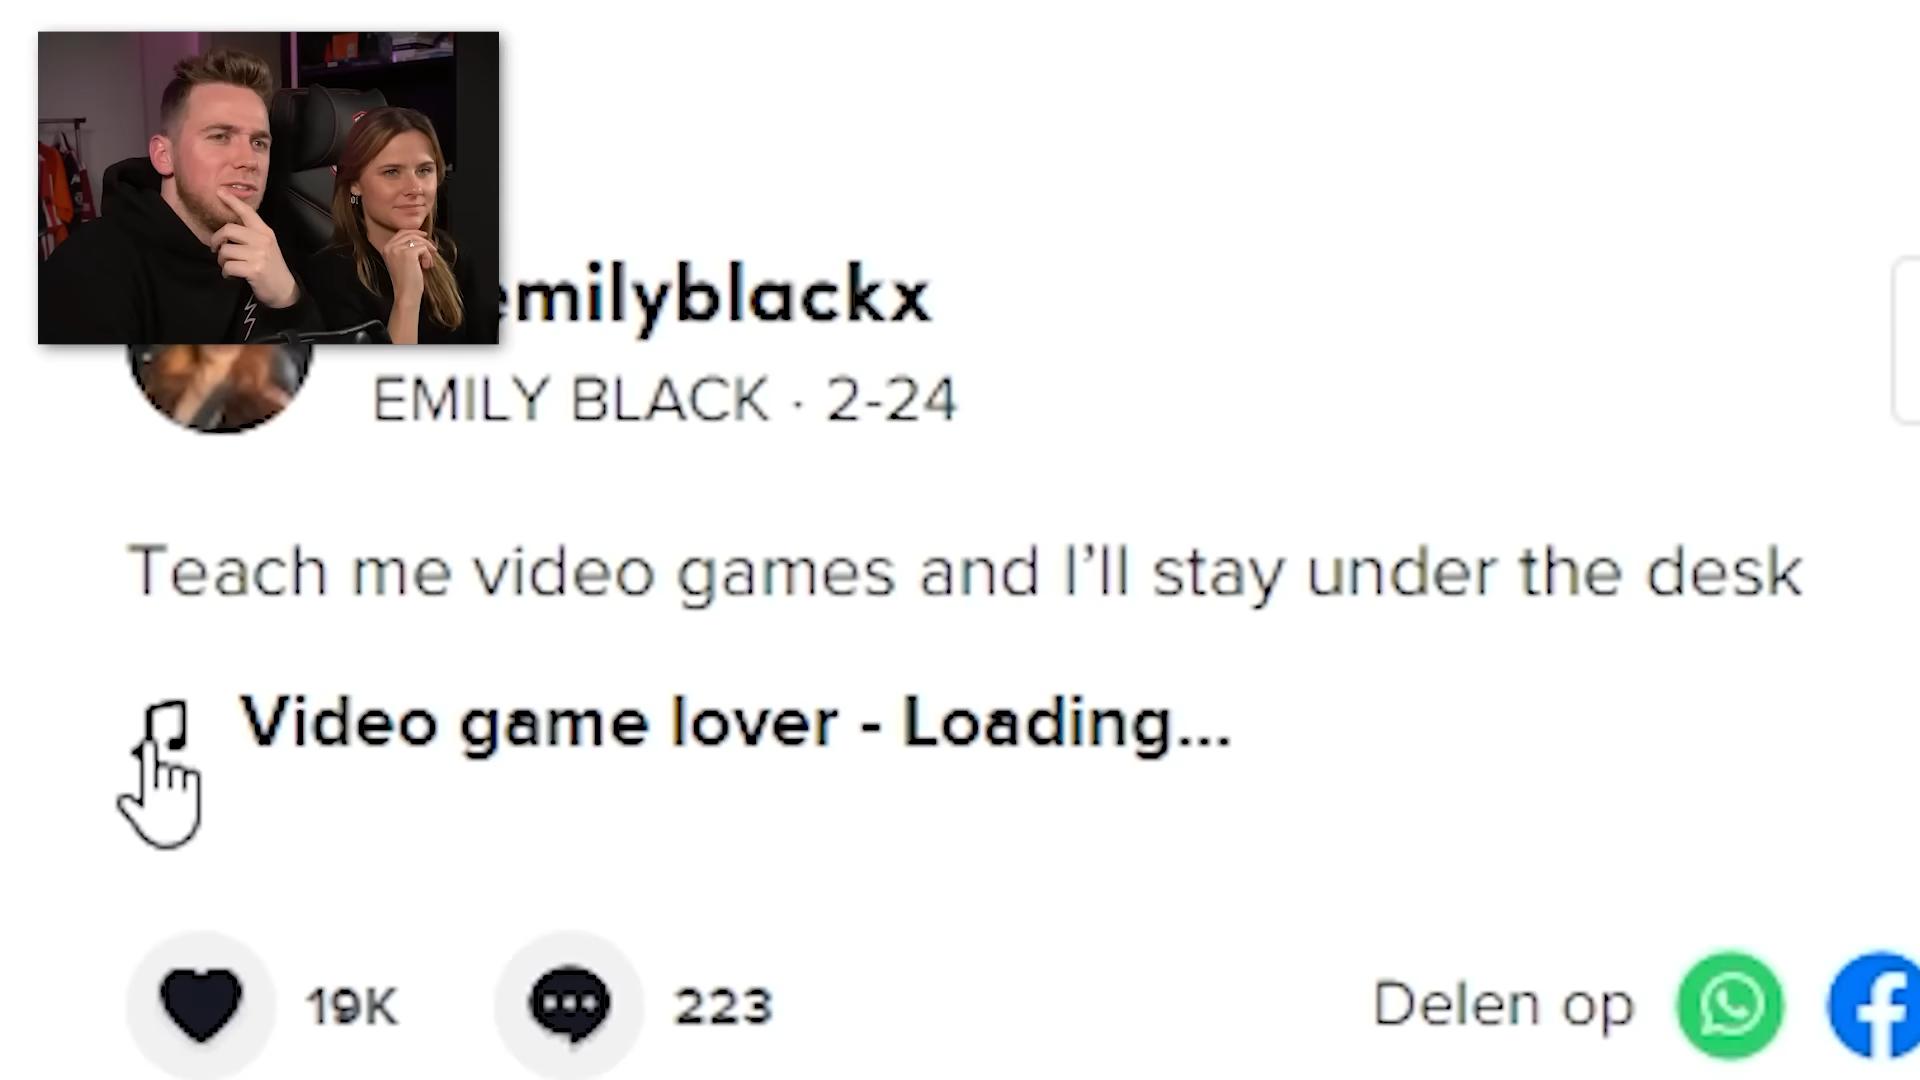 emilyblackx
EMILY BLACK · 2-24
Teach me video games and I'll stay under the desk
Video game lover - Loading...
19K
223
Delen op